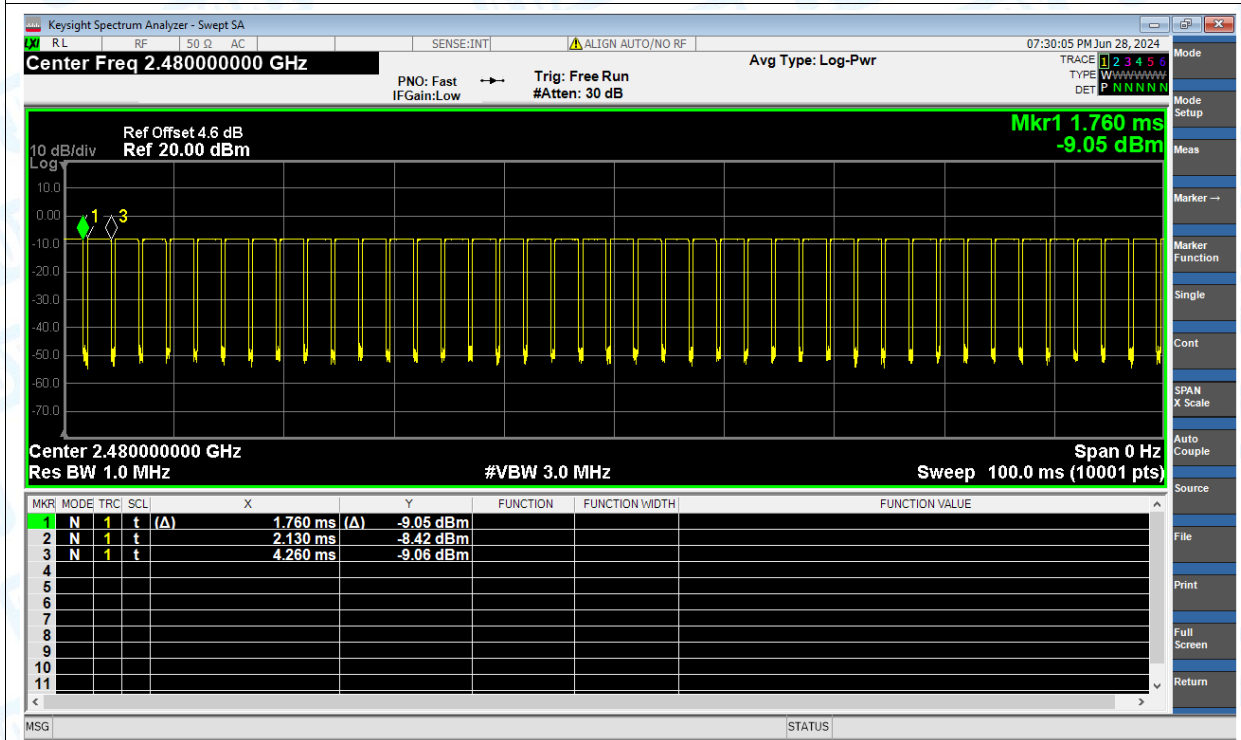 Keysight Spectrum Analyzer - Swept SA
LXI RL RF 50 Ω AC SENSE:INT ALIGN AUTO/NO RF 07:30:05 PM Jun 28, 2024
Center Freq 2.480000000 GHz
PNO: Fast
IFGain:Low
Trig: Free Run
#Atten: 30 dB
Avg Type: Log-Pwr
TRACE 1 2 3 4 5 6
TYPE WWWWWW
DET P N N N N N
Mkr1 1.760 ms
-9.05 dBm
Ref Offset 4.6 dB
10 dB/div Ref 20.00 dBm
Log
10.0
0.00
-10.0
-20.0
-30.0
-40.0
-50.0
-60.0
-70.0
1
3
Center 2.480000000 GHz Span 0 Hz
Res BW 1.0 MHz #VBW 3.0 MHz Sweep 100.0 ms (10001 pts)
MKR MODE TRC SCL X Y FUNCTION FUNCTION WIDTH FUNCTION VALUE
1 N 1 t (Δ) 1.760 ms (Δ) -9.05 dBm
2 N 1 t 2.130 ms -8.42 dBm
3 N 1 t 4.260 ms -9.06 dBm
4
5
6
7
8
9
10
11
MSG STATUS
Mode
Mode Setup
Meas
Marker →
Marker Function
Single
Cont
SPAN X Scale
Auto Couple
Source
File
Print
Full Screen
Return